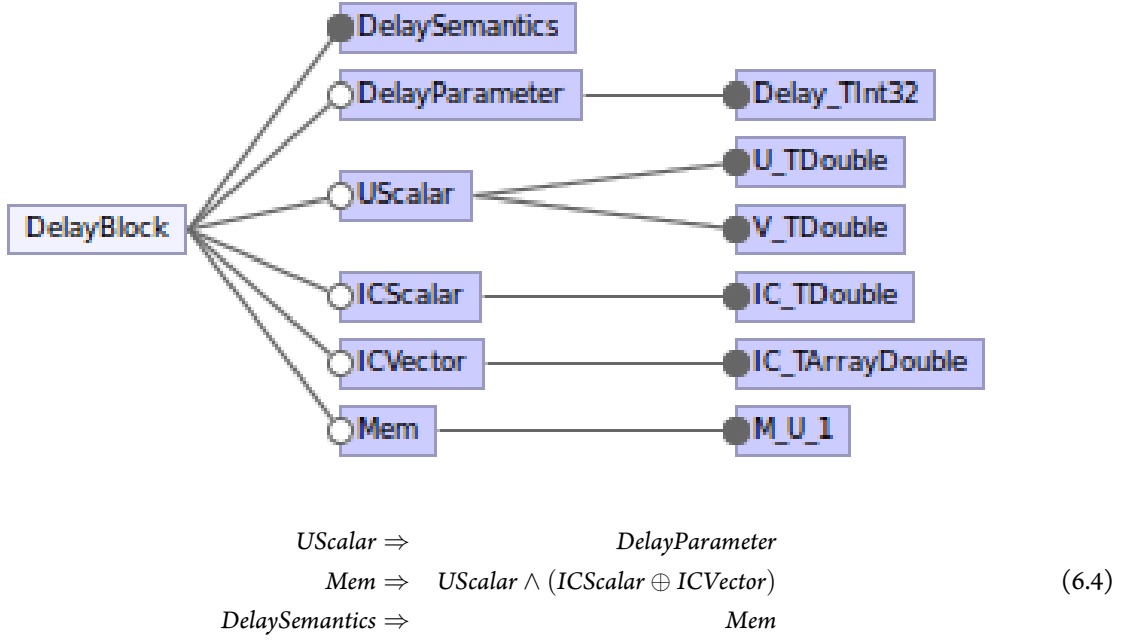 DelaySemantics
DelayParameter
Delay_TInt32
U_TDouble
UScalar
DelayBlock
V_TDouble
ICScalar
IC_TDouble
ICVector
IC_TArrayDouble
Mem
M_U_1
UScalar ⇒ DelayParameter
Mem ⇒ UScalar ∧ (ICScalar ⊕ ICVector) (6.4)
DelaySemantics ⇒ Mem